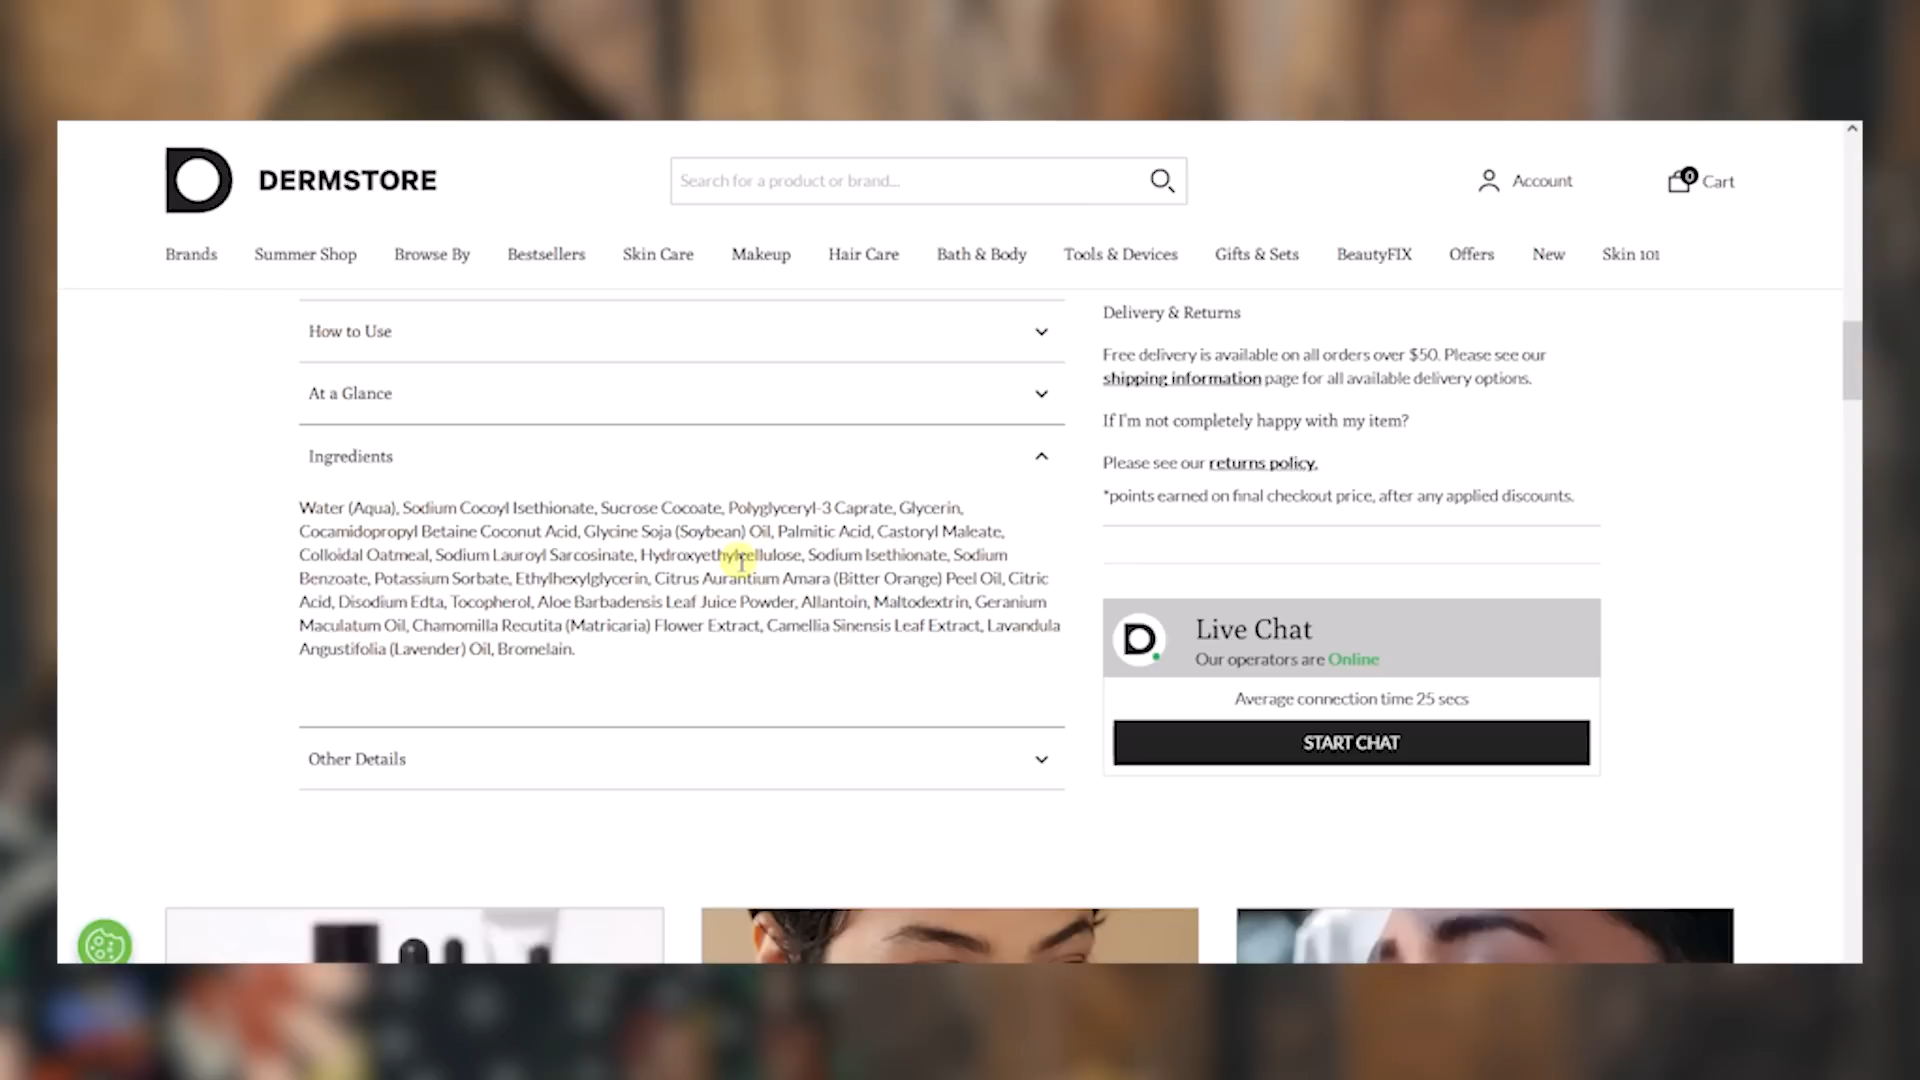 DERMSTORE
Search for a product or brand...
Account
0
Cart
Brands Summer Shop Browse By Bestsellers Skin Care Makeup Hair Care Bath & Body Tools & Devices Gifts & Sets BeautyFIX Offers New Skin 101
How to Use
At a Glance
Ingredients
Water (Aqua), Sodium Cocoyl Isethionate, Sucrose Cocoate, Polyglyceryl-3 Caprate, Glycerin,
Cocamidopropyl Betaine Coconut Acid, Glycine Soja (Soybean) Oil, Palmitic Acid, Castoryl Maleate,
Colloidal Oatmeal, Sodium Lauroyl Sarcosinate, Hydroxyethylcellulose, Sodium Isethionate, Sodium
Benzoate, Potassium Sorbate, Ethylhexylglycerin, Citrus Aurantium Amara (Bitter Orange) Peel Oil, Citric
Acid, Disodium Edta, Tocopherol, Aloe Barbadensis Leaf Juice Powder, Allantoin, Maltodextrin, Geranium
Maculatum Oil, Chamomilla Recutita (Matricaria) Flower Extract, Camellia Sinensis Leaf Extract, Lavandula
Angustifolia (Lavender) Oil, Bromelain.
Other Details
Delivery & Returns
Free delivery is available on all orders over $50. Please see our
shipping information page for all available delivery options.
If I'm not completely happy with my item?
Please see our returns policy.
*points earned on final checkout price, after any applied discounts.
Live Chat
Our operators are Online
Average connection time 25 secs
START CHAT